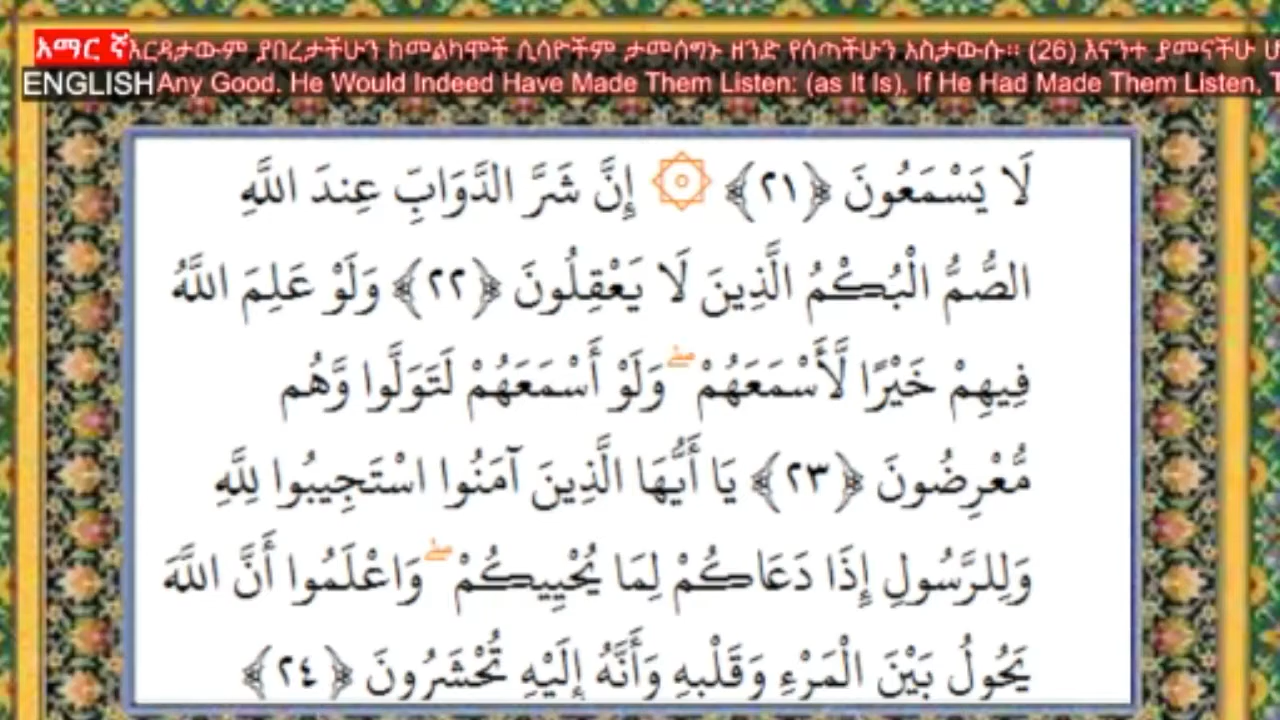 አማርኛ እርዳታውም ያበረታችሁን ከመልካሞች ሲሳዮችም ታመሰግኑ ዘንድ የሰጣችሁን አስታውሱ። (26) እናንተ ያመናችሁ
ENGLISH Any Good. He Would Indeed Have Made Them Listen: (as It Is), If He Had Made Them Listen,
لَا يَسْمَعُونَ ﴿٢١﴾ ۞ إِنَّ شَرَّ الدَّوَابِّ عِندَ اللَّهِ
الصُّمُّ الْبُكْمُ الَّذِينَ لَا يَعْقِلُونَ ﴿٢٢﴾ وَلَوْ عَلِمَ اللَّهُ
فِيهِمْ خَيْرًا لَّأَسْمَعَهُمْ ۖ وَلَوْ أَسْمَعَهُمْ لَتَوَلَّوا وَّهُم
مُّعْرِضُونَ ﴿٢٣﴾ يَا أَيُّهَا الَّذِينَ آمَنُوا اسْتَجِيبُوا لِلَّهِ
وَلِلرَّسُولِ إِذَا دَعَاكُمْ لِمَا يُحْيِيكُمْ ۖ وَاعْلَمُوا أَنَّ اللَّهَ
يَحُولُ بَيْنَ الْمَرْءِ وَقَلْبِهِ وَأَنَّهُ إِلَيْهِ تُحْشَرُونَ ﴿٢٤﴾